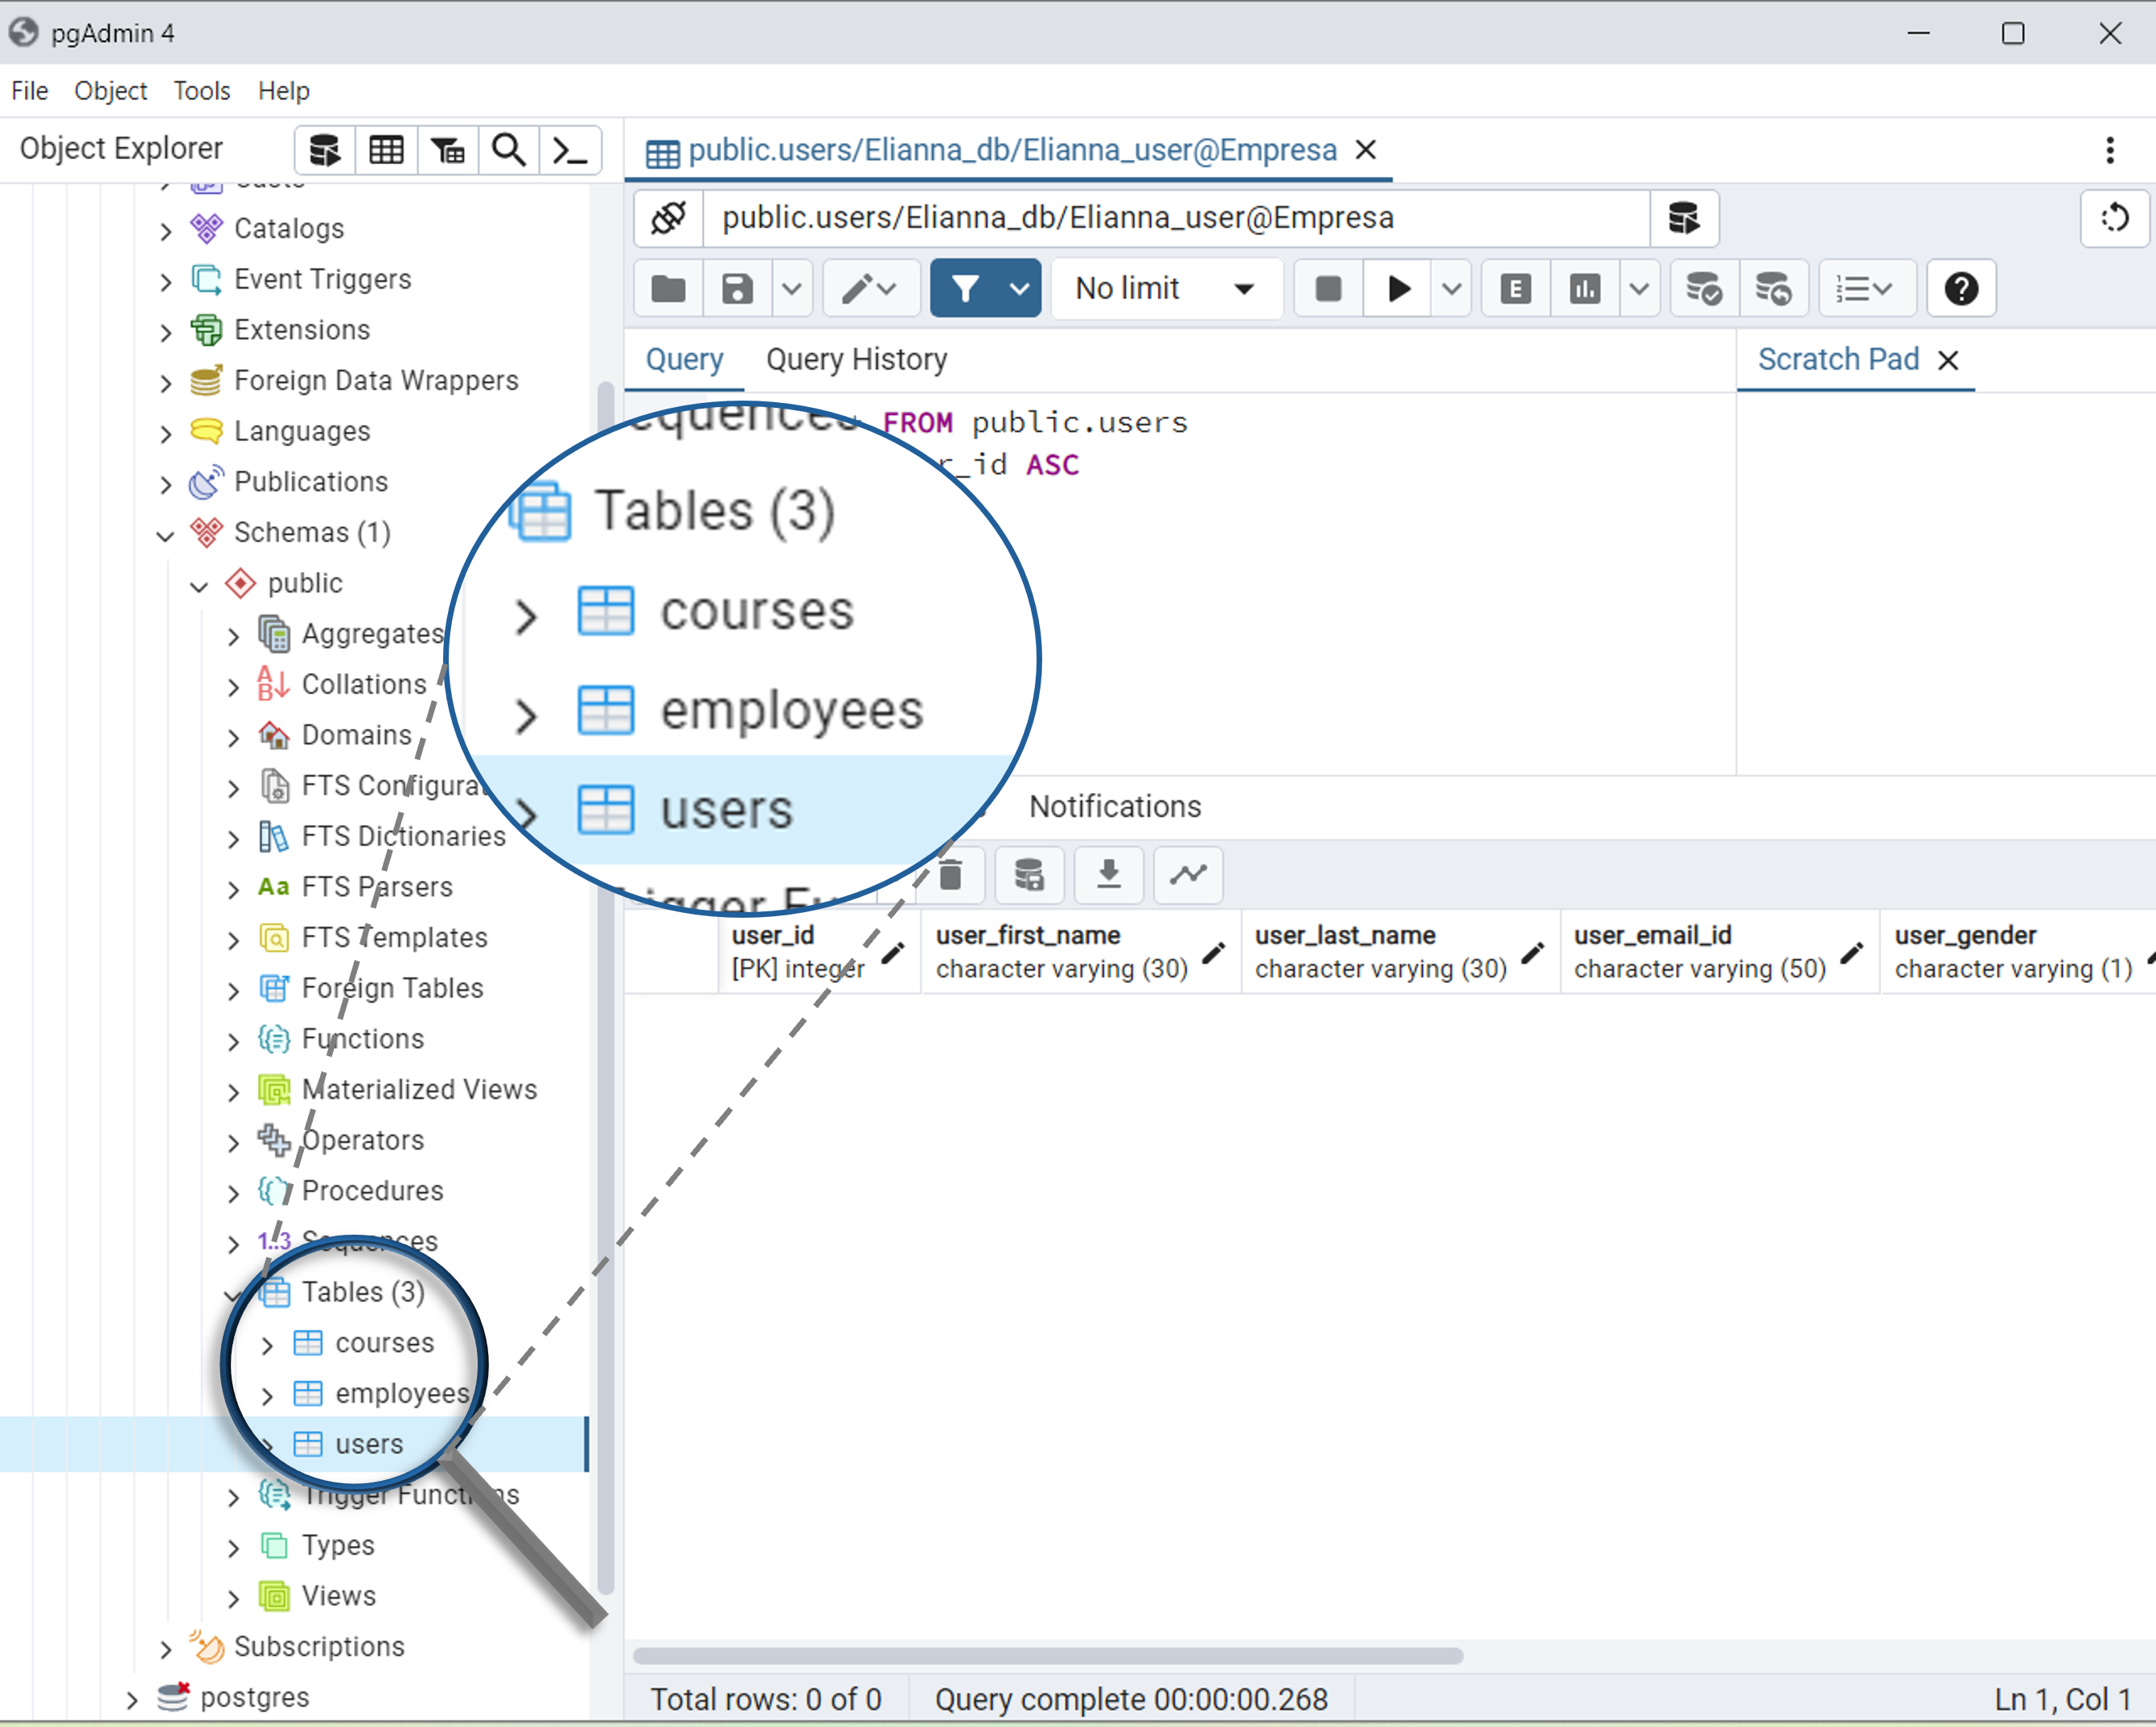 pgAdmin 4
File Object Tools Help
Object Explorer
Catalogs
Event Triggers
Extensions
Foreign Data Wrappers
Languages
Publications
Schemas (1)
public
Aggregates
Collations
Domains
FTS Configura
FTS Dictionaries
Aa FTS Parsers
FTS Templates
Foreign Tables
Functions
Materialized Views
Operators
Procedures
1..3 Sequences
Tables (3)
courses
employees
users
Trigger Functions
Types
Views
Subscriptions
postgres
public.users/Elianna_db/Elianna_user@Empresa
public.users/Elianna_db/Elianna_user@Empresa
No limit
E
Query Query History
Scratch Pad
FROM public.users
r_id ASC
Tables (3)
courses
employees
users
Notifications
user_id
[PK] integer
user_first_name
character varying (30)
user_last_name
character varying (30)
user_email_id
character varying (50)
user_gender
character varying (1)
Total rows: 0 of 0
Query complete 00:00:00.268
Ln 1, Col 1